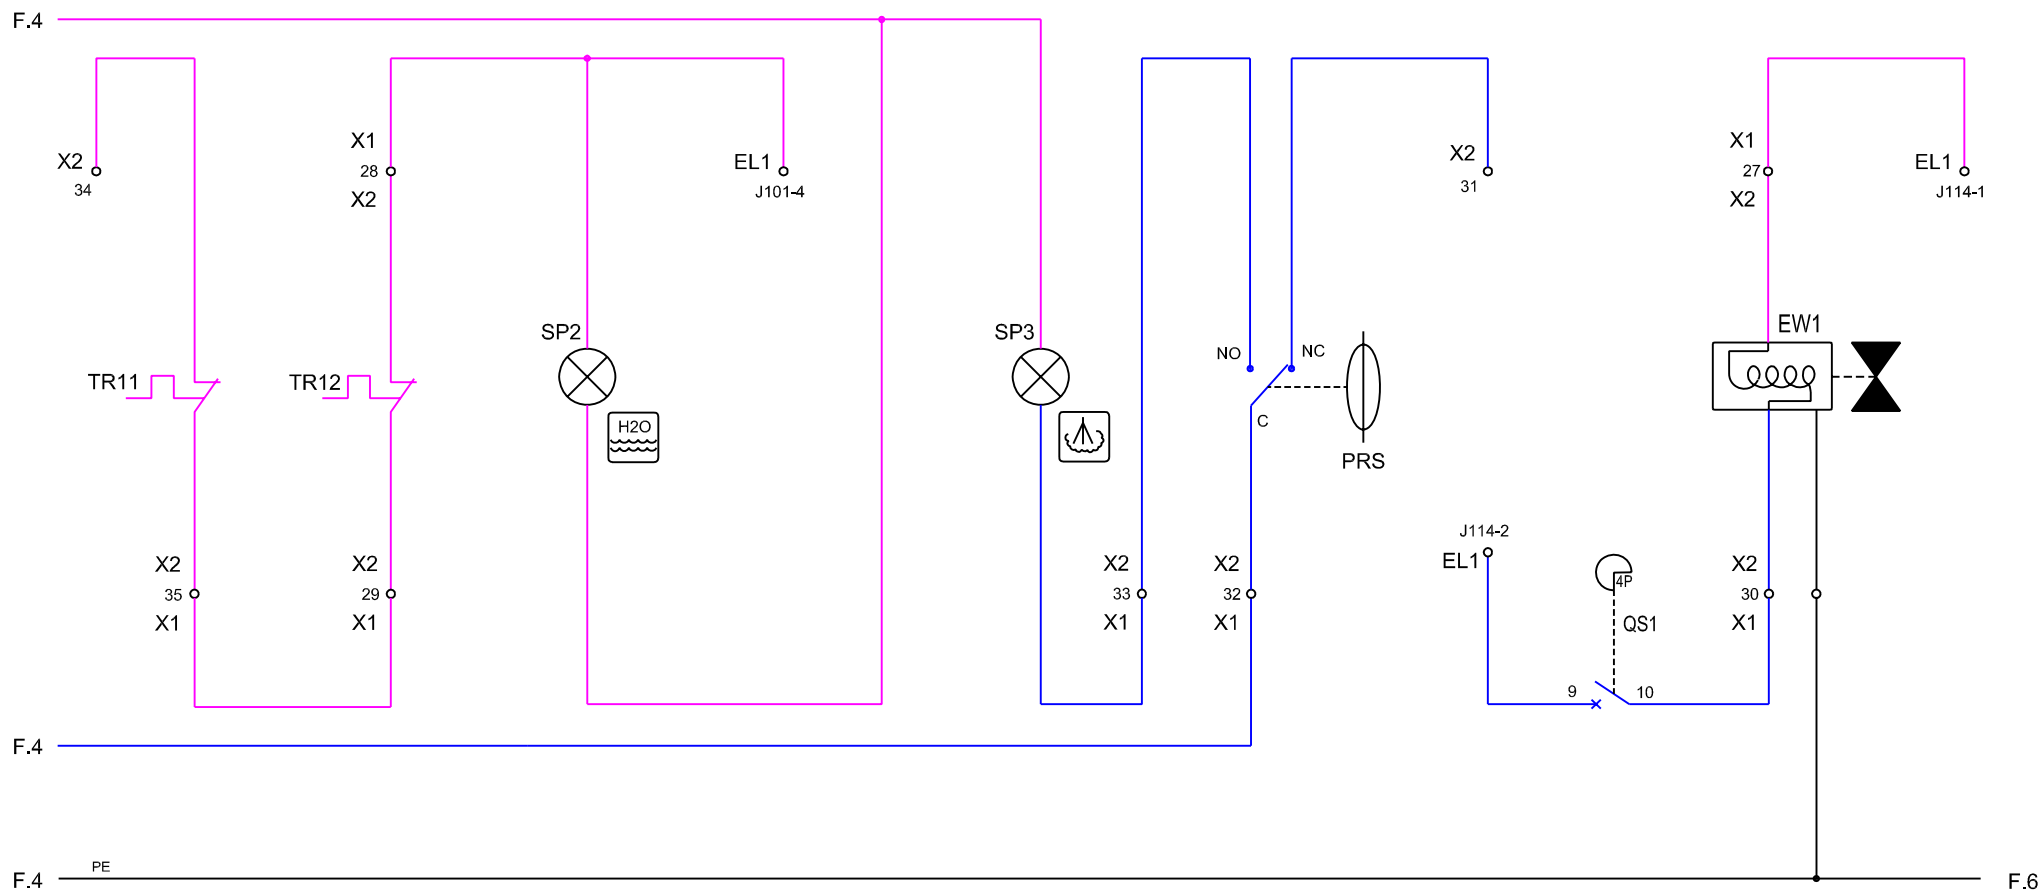 F.4
X2
34
X1
28
X2
EL1
J101-4
X2
31
X1
27
X2
EL1
J114-1
TR11
TR12
SP2
H2O
SP3
NO
NC
C
PRS
EW1
X2
35
X1
X2
29
X1
X2
33
X1
X2
32
X1
J114-2
EL1
4P
QS1
9
10
X2
30
X1
F.4
PE
F.4
F.6